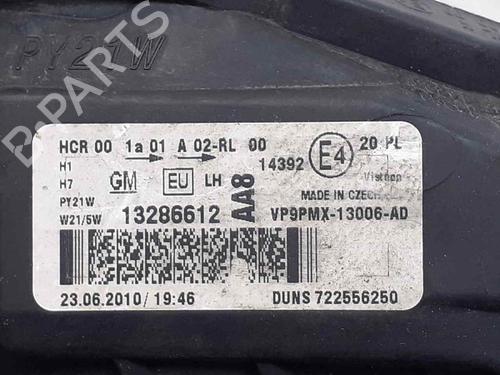 PY21W
B-PARTS
HCR 00 1a 01 A 02-RL 00
14392 E4 20 PL
H1
H7 GM EU LH AA8 Visteon
PY21W MADE IN CZECH
W21/5W 13286612 VP9PMX-13006-AD
23.06.2010/ 19:46 DUNS 722556250